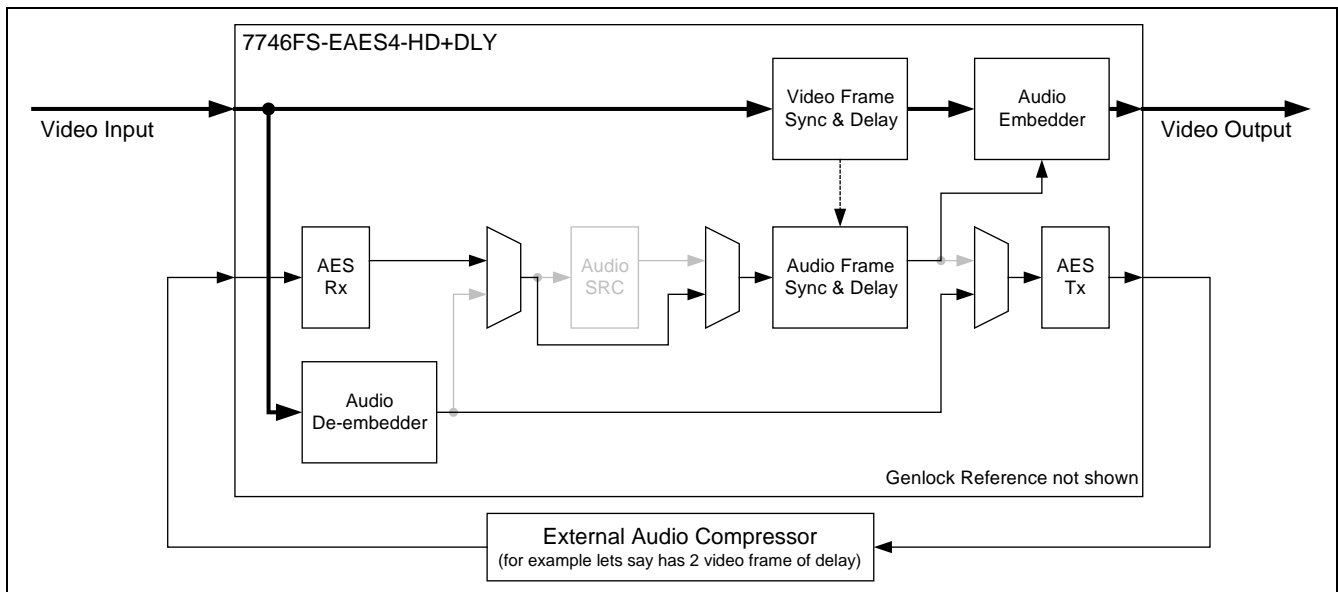 7746FS-EAES4-HD+DLY
Video Input
Video Frame
Sync & Delay
Audio
Embedder
Video Output
AES
Rx
Audio
SRC
Audio Frame
Sync & Delay
AES
Tx
Audio
De-embedder
Genlock Reference not shown
External Audio Compressor
(for example lets say has 2 video frame of delay)